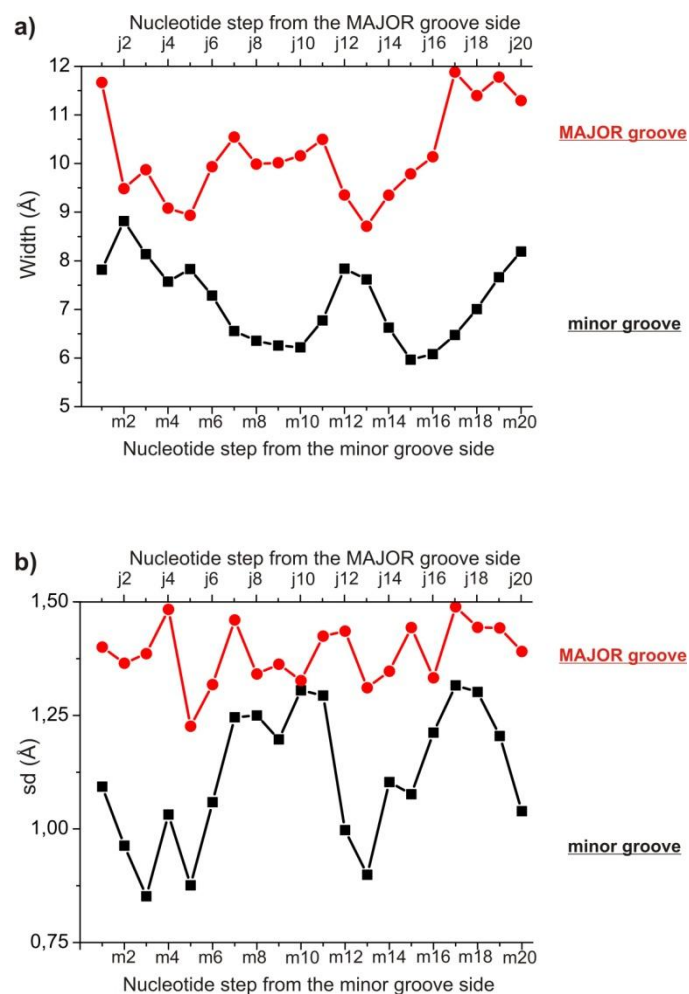 a)
Nucleotide step from the MAJOR groove side
j2 j4 j6 j8 j10 j12 j14 j16 j18 j20
12
11
10
9
8
7
6
5
Width (Å)
MAJOR groove
minor groove
m2 m4 m6 m8 m10 m12 m14 m16 m18 m20
Nucleotide step from the minor groove side
b)
Nucleotide step from the MAJOR groove side
j2 j4 j6 j8 j10 j12 j14 j16 j18 j20
1,50
1,25
1,00
0,75
sd (Å)
MAJOR groove
minor groove
m2 m4 m6 m8 m10 m12 m14 m16 m18 m20
Nucleotide step from the minor groove side